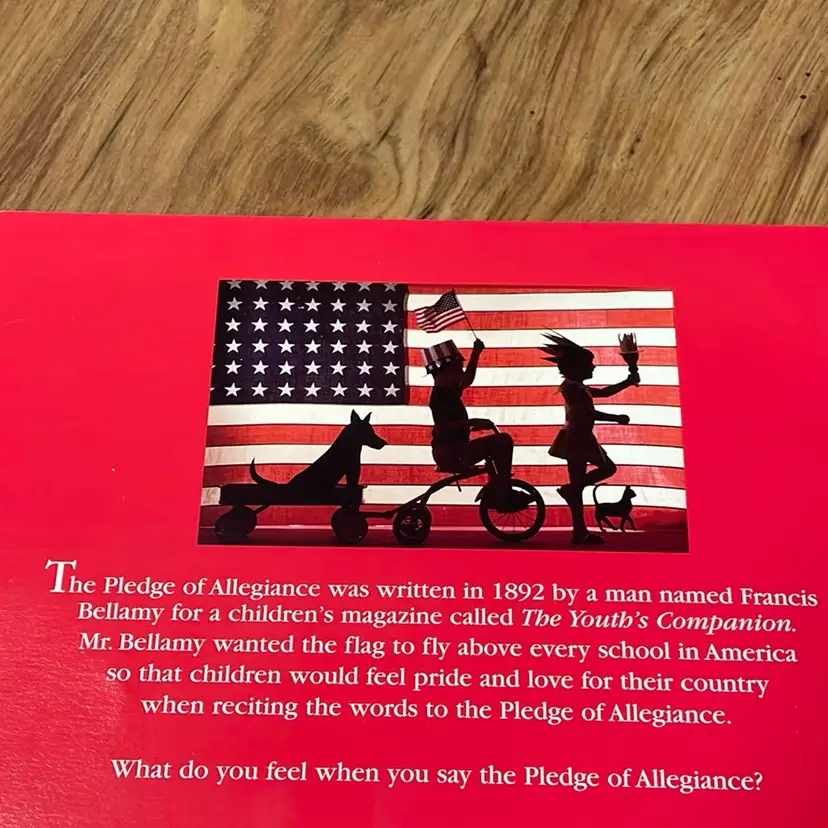 The Pledge of Allegiance was written in 1892 by a man named Francis
Bellamy for a children's magazine called The Youth's Companion.
Mr. Bellamy wanted the flag to fly above every school in America
so that children would feel pride and love for their country
when reciting the words to the Pledge of Allegiance.
What do you feel when you say the Pledge of Allegiance?